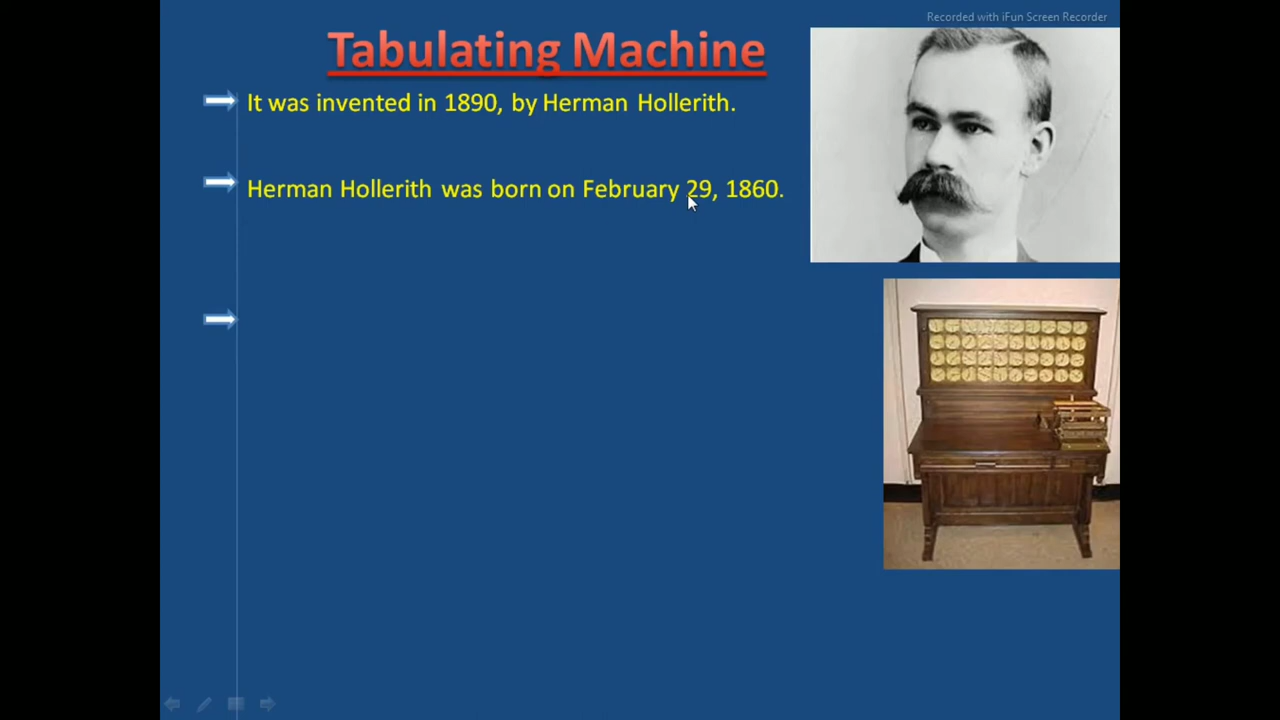 Recorded with iFun Screen Recorder
Tabulating Machine
It was invented in 1890, by Herman Hollerith.
Herman Hollerith was born on February 29, 1860.